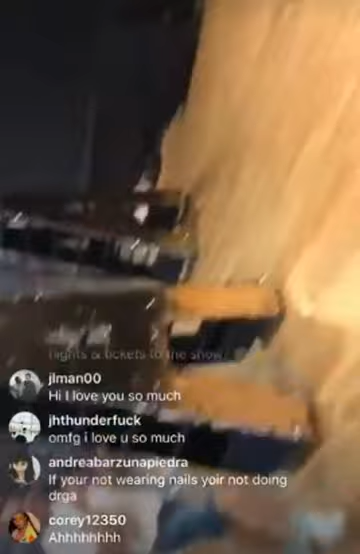 nights & tickets to the show?
jlman00
Hi I love you so much
jhthunderfuck
omfg i love u so much
andreabarzunapiedra
If your not wearing nails yoir not doing
drga
corey12350
Ahhhhhhhh